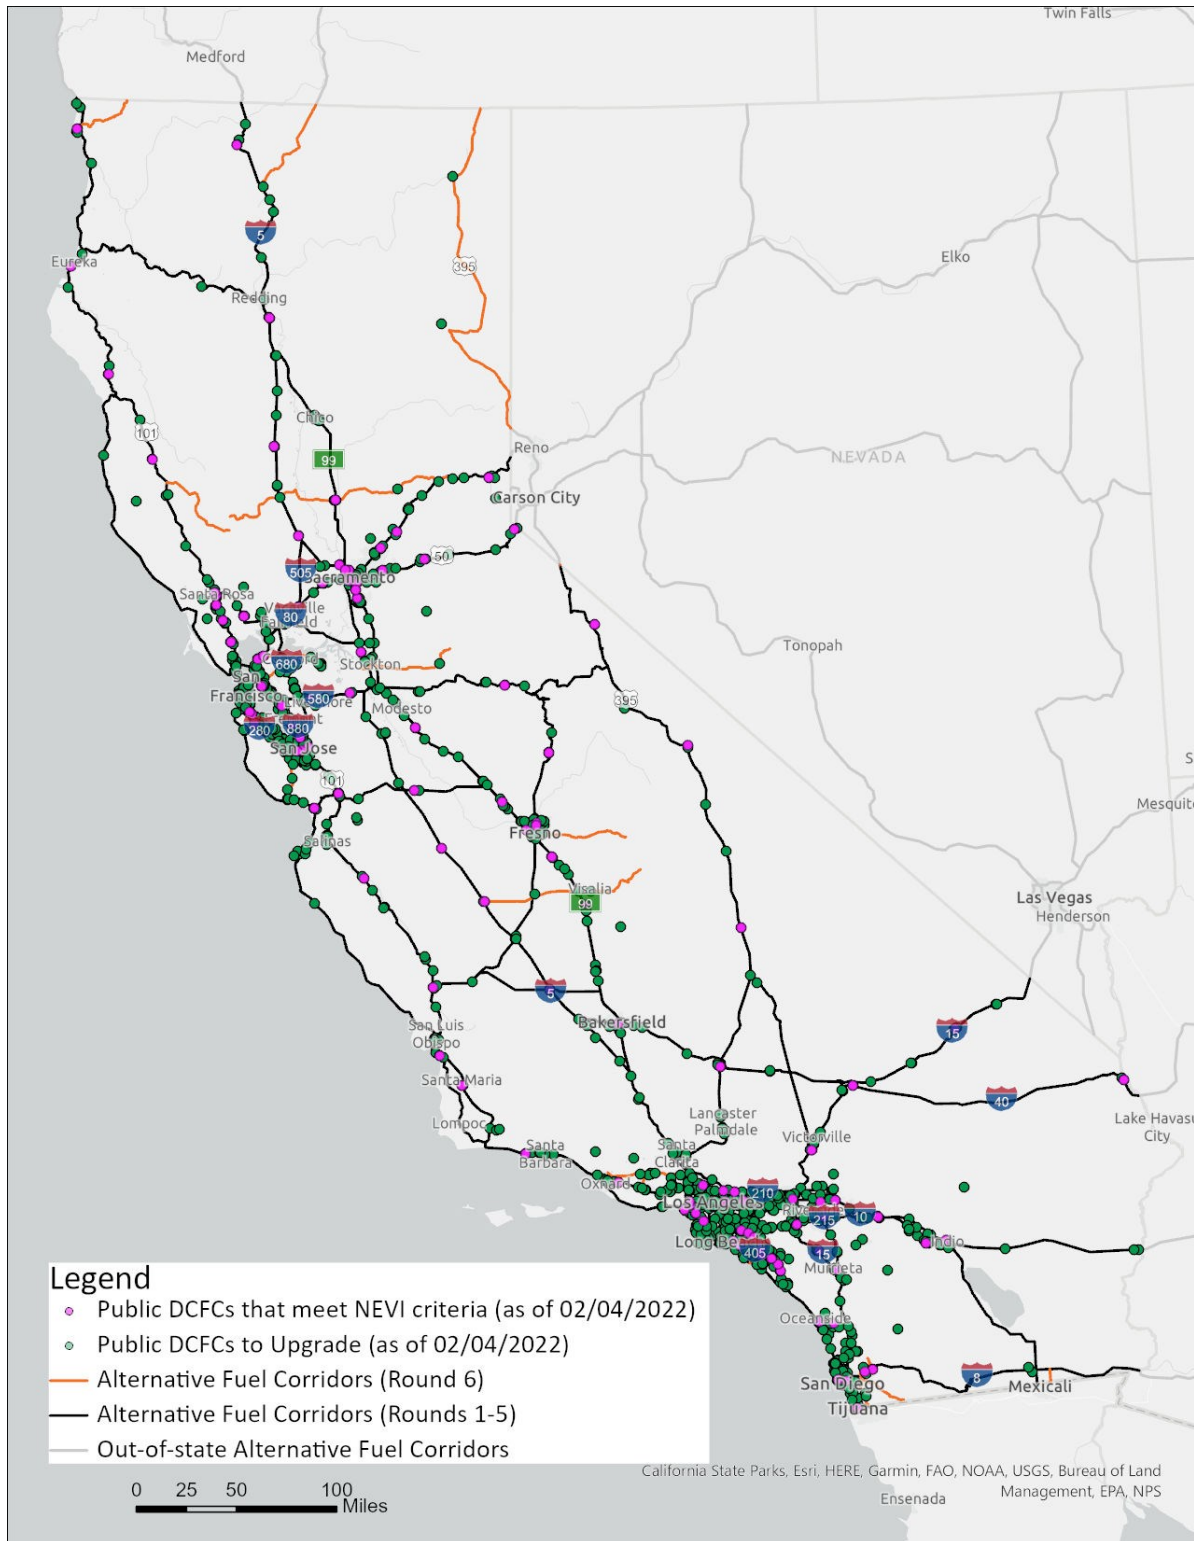 Twin Falls
Medford
5
395
Elko
Eureka
Redding
Chico
101
99
Reno
NEVADA
Carson City
50
505
Sacramento
Santa Rosa
80
680
Stockton
Tonopah
San
Francisco
580
Modesto
395
280
880
San Jose
101
Mesquite
Fresno
Salinas
Visalia
99
Las Vegas
Henderson
5
Bakersfield
15
San Luis
Obispo
Santa Maria
40
Lompoc
Lancaster
Palmdale
Victorville
Lake Havasu
City
Santa
Barbara
Santa
Clarita
Oxnard
210
Los Angeles
215
10
Long Be
405
15
Indio
Murrieta
Oceanside
8
San Diego
Mexicali
Tijuana
Ensenada
Legend
Public DCFCs that meet NEVI criteria (as of 02/04/2022)
Public DCFCs to Upgrade (as of 02/04/2022)
Alternative Fuel Corridors (Round 6)
Alternative Fuel Corridors (Rounds 1-5)
Out-of-state Alternative Fuel Corridors
0 25 50 100
Miles
California State Parks, Esri, HERE, Garmin, FAO, NOAA, USGS, Bureau of Land
Management, EPA, NPS